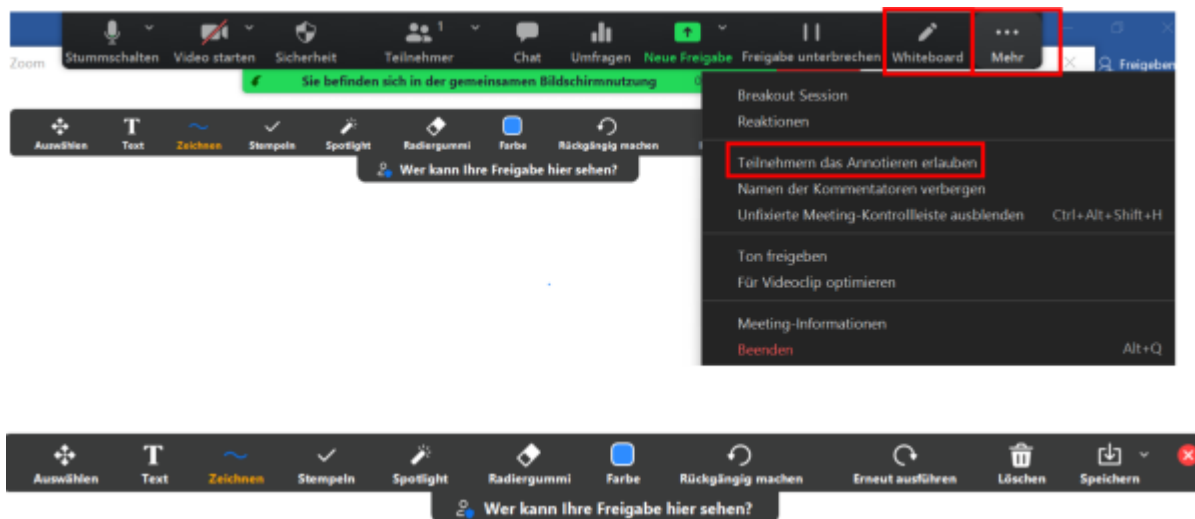 1
Stummschalten Video starten Sicherheit Teilnehmer Chat Umfragen Neue Freigabe Freigabe unterbrechen Whiteboard Mehr
Zoom
Freigeben
Sie befinden sich in der gemeinsamen Bildschirmnutzung
Breakout Session
Reaktionen
Auswählen Text Zeichnen Stempeln Spotlight Radiergummi Farbe Rückgängig machen
Wer kann Ihre Freigabe hier sehen?
Teilnehmern das Annotieren erlauben
Namen der Kommentatoren verbergen
Unfixierte Meeting-Kontrollleiste ausblenden Ctrl+Alt+Shift+H
Ton freigeben
Für Videoclip optimieren
Meeting-Informationen
Beenden Alt+Q
Auswählen Text Zeichnen Stempeln Spotlight Radiergummi Farbe Rückgängig machen Erneut ausführen Löschen Speichern
Wer kann Ihre Freigabe hier sehen?